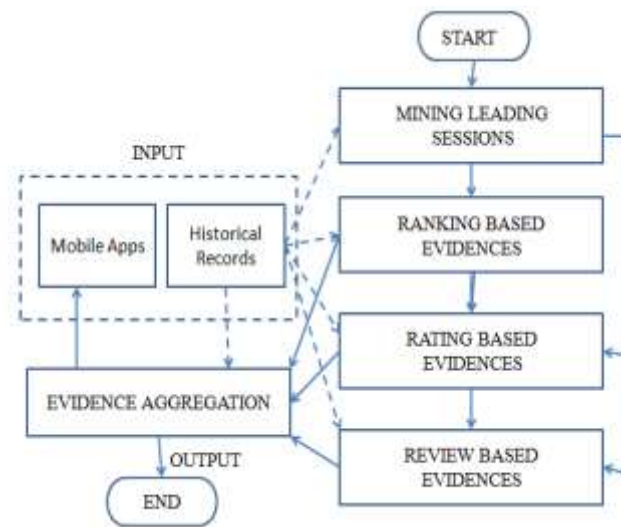 START
MINING LEADING
SESSIONS
INPUT
Mobile Apps
Historical
Records
RANKING BASED
EVIDENCES
RATING BASED
EVIDENCES
EVIDENCE AGGREGATION
REVIEW BASED
EVIDENCES
OUTPUT
END